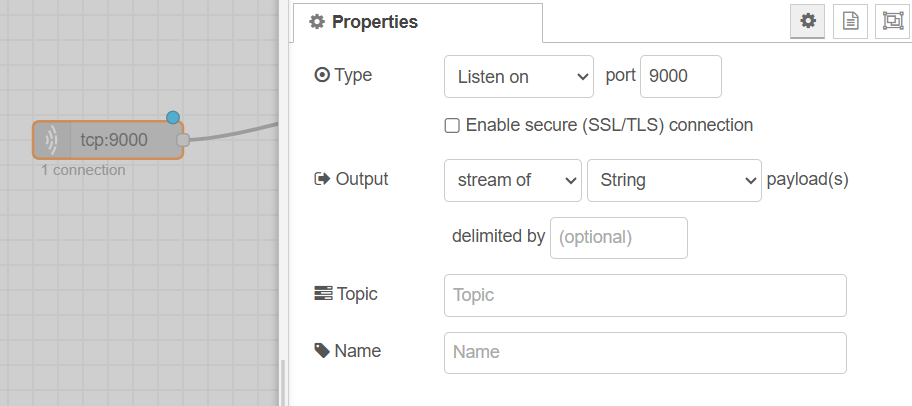 Properties
Type
Listen on
port
9000
Enable secure (SSL/TLS) connection
tcp:9000
1 connection
Output
stream of
String
payload(s)
delimited by
(optional)
Topic
Topic
Name
Name